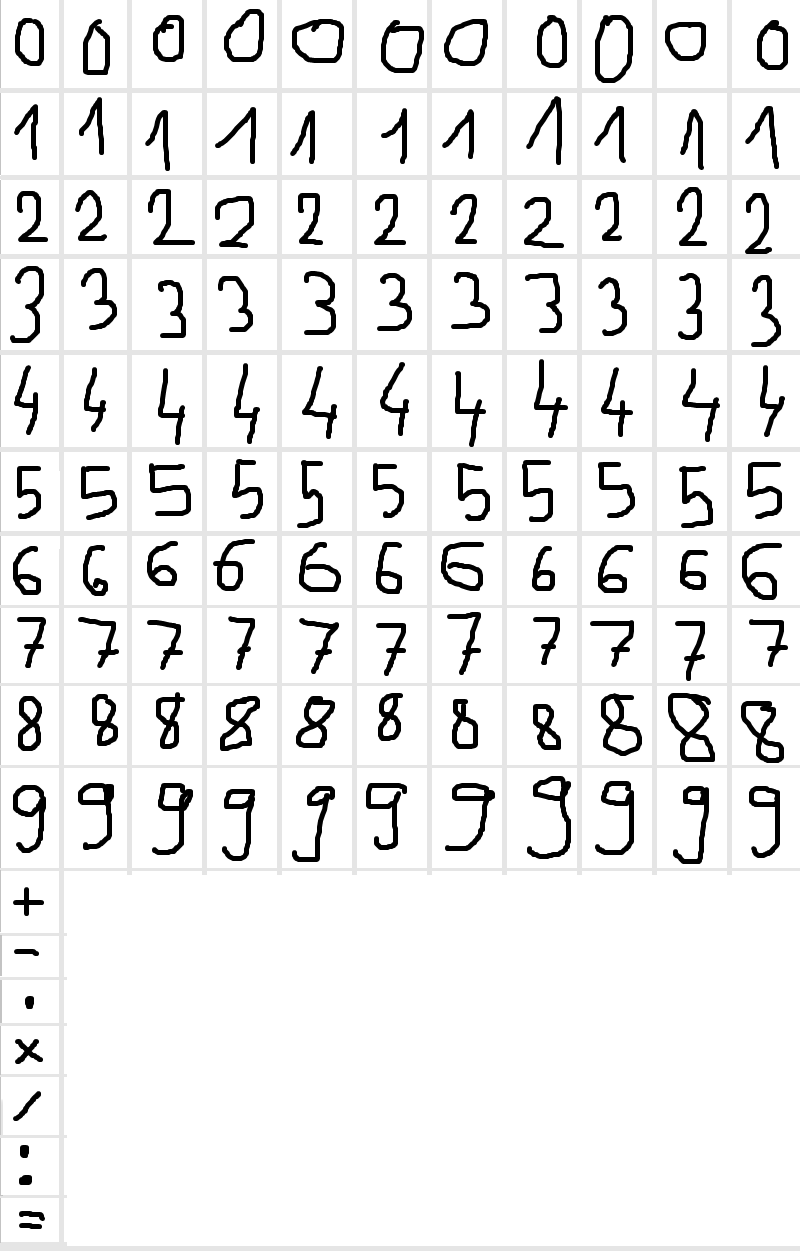 0 0 0 0 0 0 0 0 0 0 0
1 1 1 1 1 1 1 1 1 1 1
2 2 2 2 2 2 2 2 2 2 2
3 3 3 3 3 3 3 3 3 3 3
4 4 4 4 4 4 4 4 4 4 4
5 5 5 5 5 5 5 5 5 5 5
6 6 6 6 6 6 6 6 6 6 6
7 7 7 7 7 7 7 7 7 7 7
8 8 8 8 8 8 8 8 8 8 8
9 9 9 9 9 9 9 9 9 9 9
+
-
·
x
/
:
=